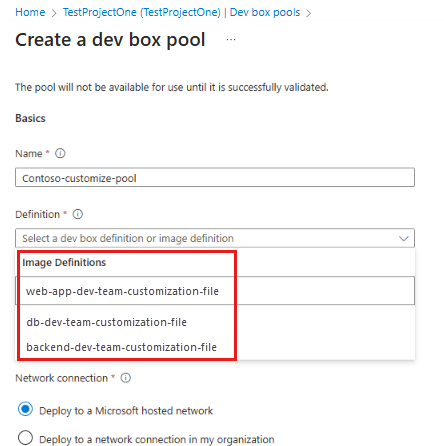 Home > TestProjectOne (TestProjectOne) | Dev box pools >
Create a dev box pool ...
The pool will not be available for use until it is successfully validated.
Basics
Name *
Contoso-customize-pool
Definition *
Select a dev box definition or image definition
Image Definitions
web-app-dev-team-customization-file
db-dev-team-customization-file
backend-dev-team-customization-file
Network connection *
Deploy to a Microsoft hosted network
Deploy to a network connection in my organization